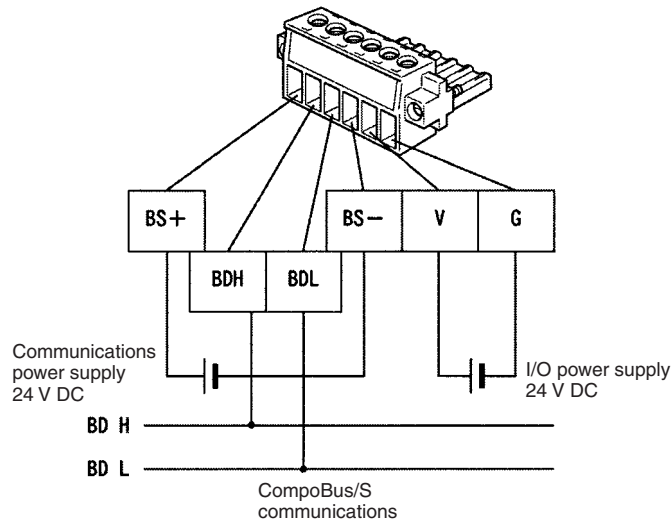 BS+
BS−
V
G
BDH
BDL
Communications
power supply
24 V DC
I/O power supply
24 V DC
BD H
BD L
CompoBus/S
communications